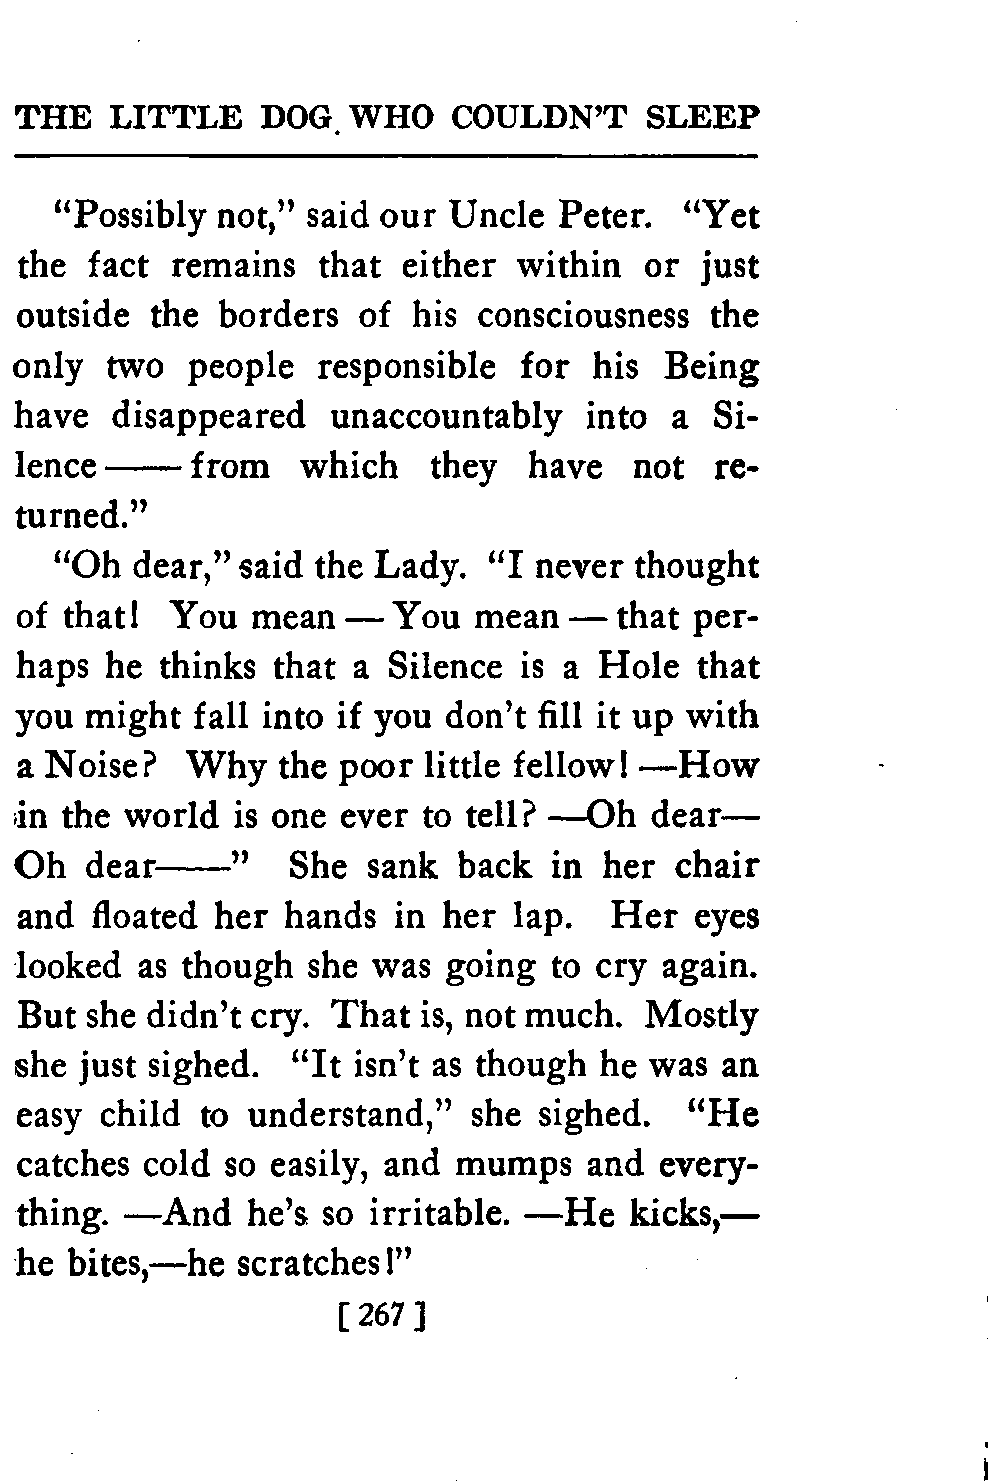 THE LITTLE DOG WHO COULDN'T SLEEP
"Possibly not," said our Uncle Peter. "Yet
the fact remains that either within or just
outside the borders of his consciousness the
only two people responsible for his Being
have disappeared unaccountably into a Si-
lence —— from which they have not re-
turned."
"Oh dear," said the Lady. "I never thought
of that! You mean — You mean — that per-
haps he thinks that a Silence is a Hole that
you might fall into if you don't fill it up with
a Noise? Why the poor little fellow! —How
in the world is one ever to tell? —Oh dear—
Oh dear——" She sank back in her chair
and floated her hands in her lap. Her eyes
looked as though she was going to cry again.
But she didn't cry. That is, not much. Mostly
she just sighed. "It isn't as though he was an
easy child to understand," she sighed. "He
catches cold so easily, and mumps and every-
thing. —And he's so irritable. —He kicks,—
he bites,—he scratches!"
[ 267 ]